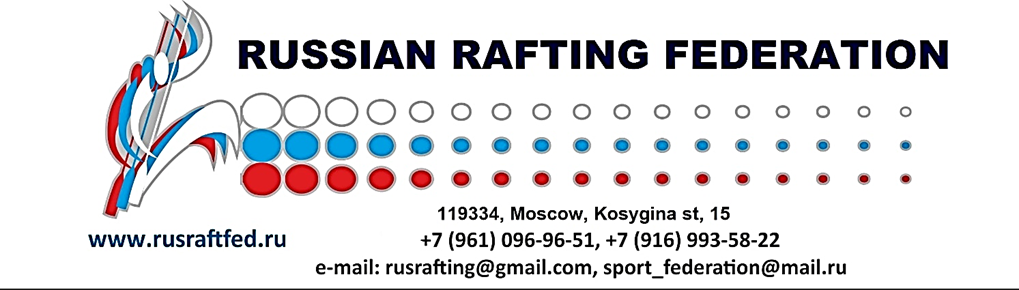 RUSSIAN RAFTING FEDERATION
119334, Moscow, Kosygina st, 15
www.rusraftfed.ru
+7 (961) 096-96-51, +7 (916) 993-58-22
e-mail: rusrafting@gmail.com, sport_federation@mail.ru